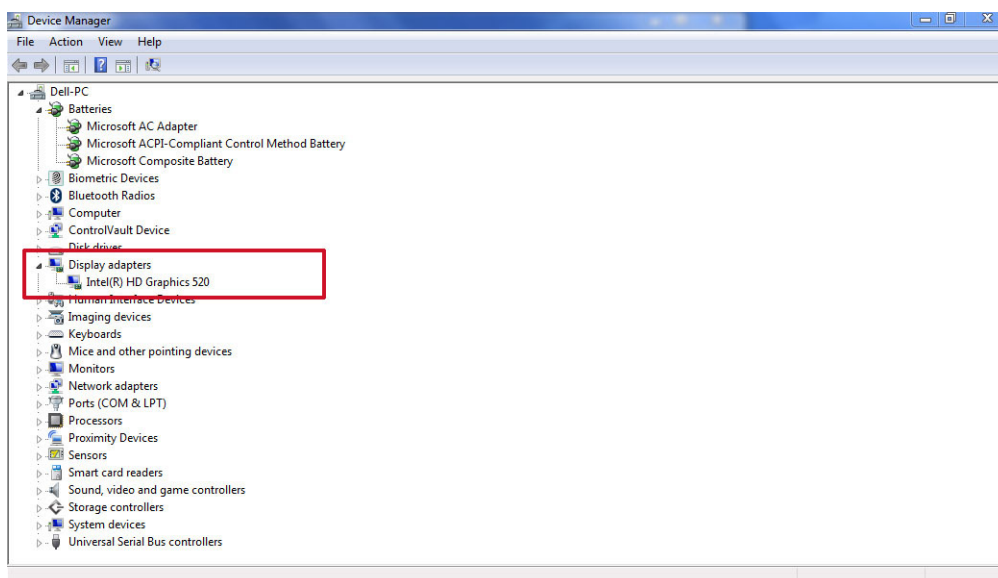 Device Manager
File Action View Help
Dell-PC
Batteries
Microsoft AC Adapter
Microsoft ACPI-Compliant Control Method Battery
Microsoft Composite Battery
Biometric Devices
Bluetooth Radios
Computer
ControlVault Device
Disk drives
Display adapters
Intel(R) HD Graphics 520
Human Interface Devices
Imaging devices
Keyboards
Mice and other pointing devices
Monitors
Network adapters
Ports (COM & LPT)
Processors
Proximity Devices
Sensors
Smart card readers
Sound, video and game controllers
Storage controllers
System devices
Universal Serial Bus controllers